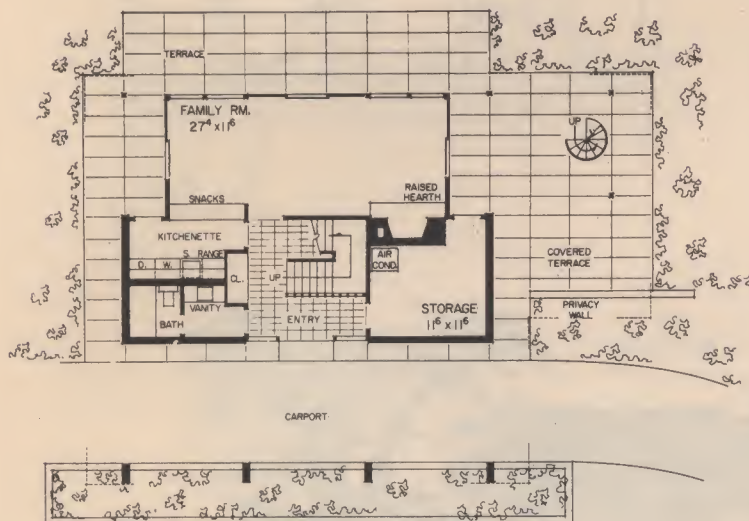 TERRACE
FAMILY RM.
27⁴ x 11⁶
UP
SNACKS
RAISED
HEARTH
KITCHENETTE
S. RANGE
D. W.
CL.
UP
AIR
COND.
COVERED
TERRACE
VANITY
BATH
ENTRY
STORAGE
11⁶ x 11⁶
PRIVACY
WALL
CARPORT